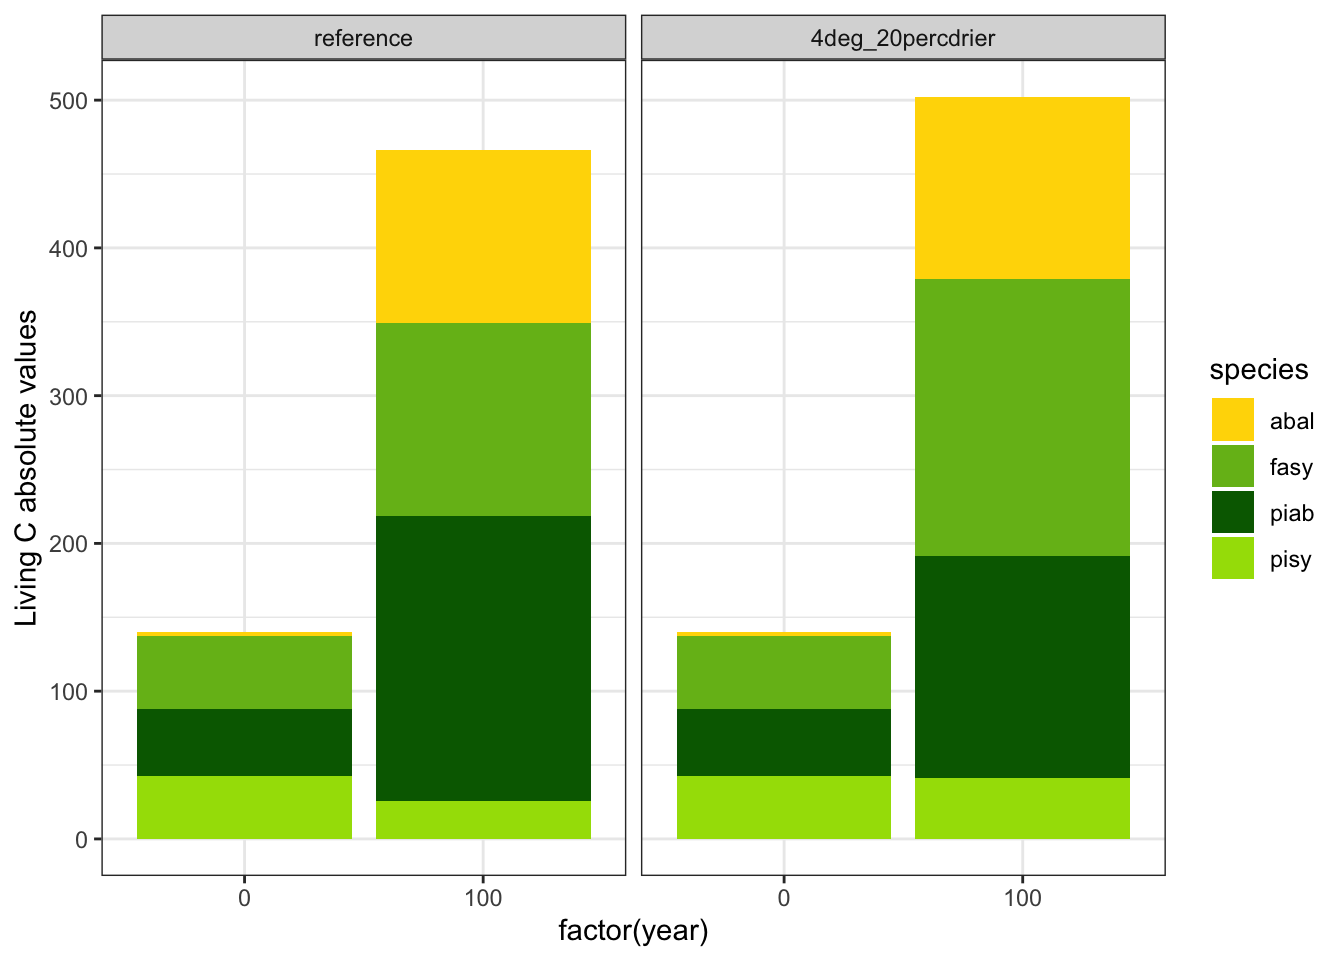 reference
4deg_20percdrier
Living C absolute values
500
400
300
200
100
0
0
100
0
100
factor(year)
species
abal
fasy
piab
pisy